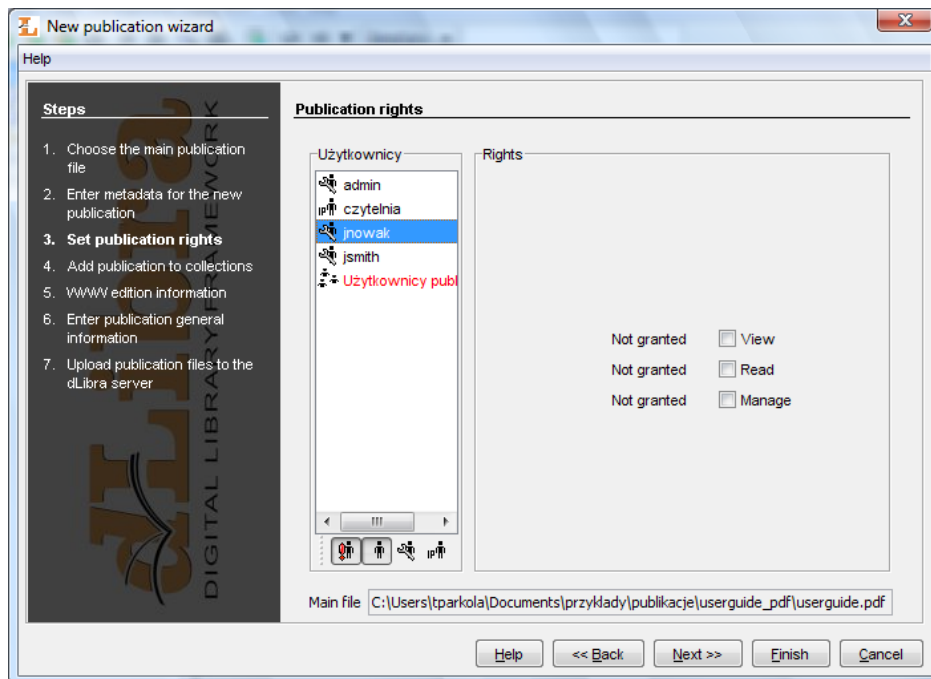 New publication wizard
Help
Steps
1. Choose the main publication
file
2. Enter metadata for the new
publication
3. Set publication rights
4. Add publication to collections
5. WWW edition information
6. Enter publication general
information
7. Upload publication files to the
dLibra server
dLibra
DIGITAL LIBRARY FRAMEWORK
Publication rights
Użytkownicy
admin
IP czytelnia
jnowak
jsmith
Użytkownicy publ
IP
Rights
Not granted View
Not granted Read
Not granted Manage
Main file C:\Users\tparkola\Documents\przyklady\publikacje\userguide_pdf\userguide.pdf
Help << Back Next >> Finish Cancel